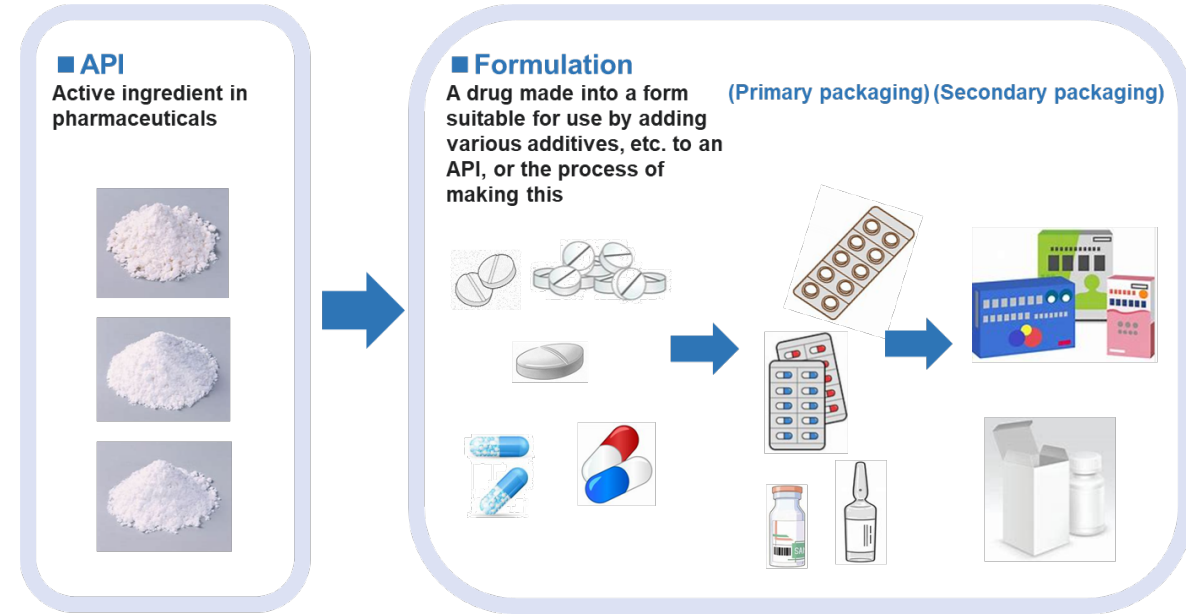 ■ API
Active ingredient in
pharmaceuticals
■ Formulation
A drug made into a form
suitable for use by adding
various additives, etc. to an
API, or the process of
making this
(Primary packaging)
(Secondary packaging)